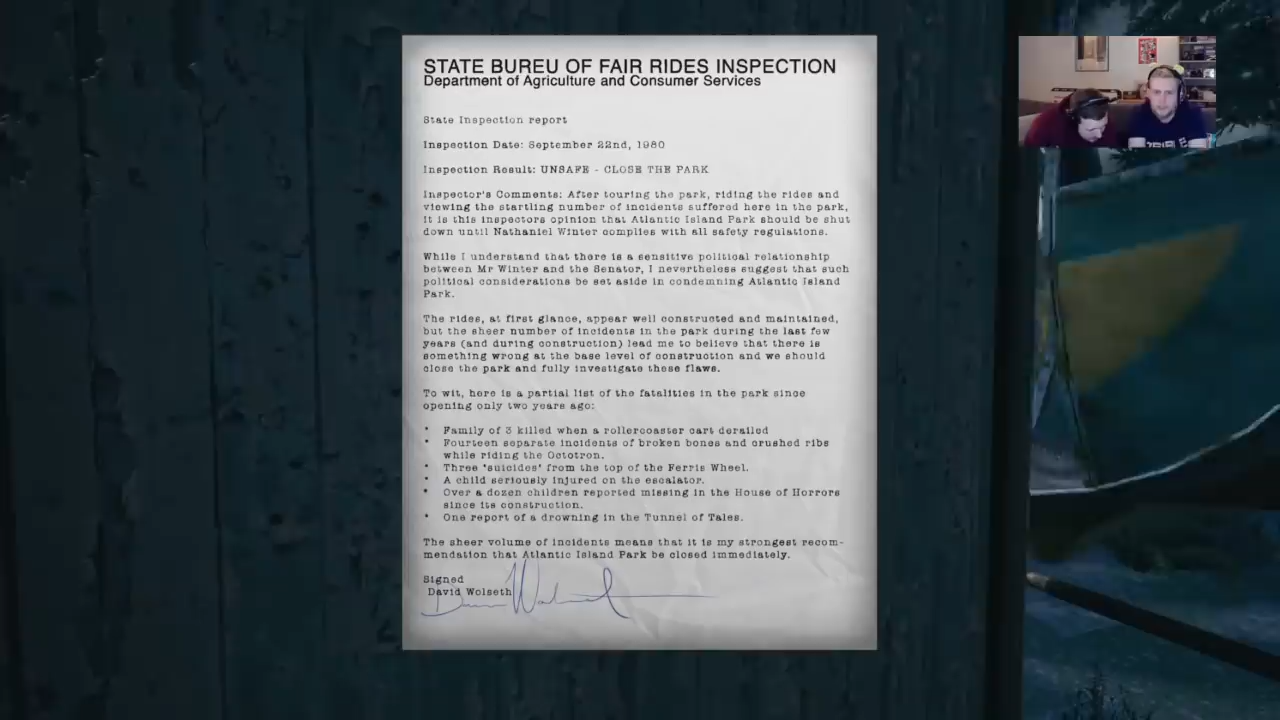 STATE BUREU OF FAIR RIDES INSPECTION
Department of Agriculture and Consumer Services
State Inspection report
Inspection Date: September 22nd, 1980
Inspection Result: UNSAFE - CLOSE THE PARK
Inspector's Comments: After touring the park, riding the rides and
viewing the startling number of incidents suffered here in the park,
it is this inspectors opinion that Atlantic Island Park should be shut
down until Nathaniel Winter complies with all safety regulations.
While I understand that there is a sensitive political relationship
between Mr Winter and the Senator, I nevertheless suggest that such
political considerations be set aside in condemning Atlantic Island
Park.
The rides, at first glance, appear well constructed and maintained,
but the sheer number of incidents in the park during the last few
years (and during construction) lead me to believe that there is
something wrong at the base level of construction and we should
close the park and fully investigate these flaws.
To wit, here is a partial list of the fatalities in the park since
opening only two years ago:
* Family of 3 killed when a rollercoaster cart derailed
* Fourteen separate incidents of broken bones and crushed ribs
while riding the Octotron.
* Three 'suicides' from the top of the Ferris Wheel.
* A child seriously injured on the escalator.
* Over a dozen children reported missing in the House of Horrors
since its construction.
* One report of a drowning in the Tunnel of Tales.
The sheer volume of incidents means that it is my strongest recom-
mendation that Atlantic Island Park be closed immediately.
Signed
David Wolseth